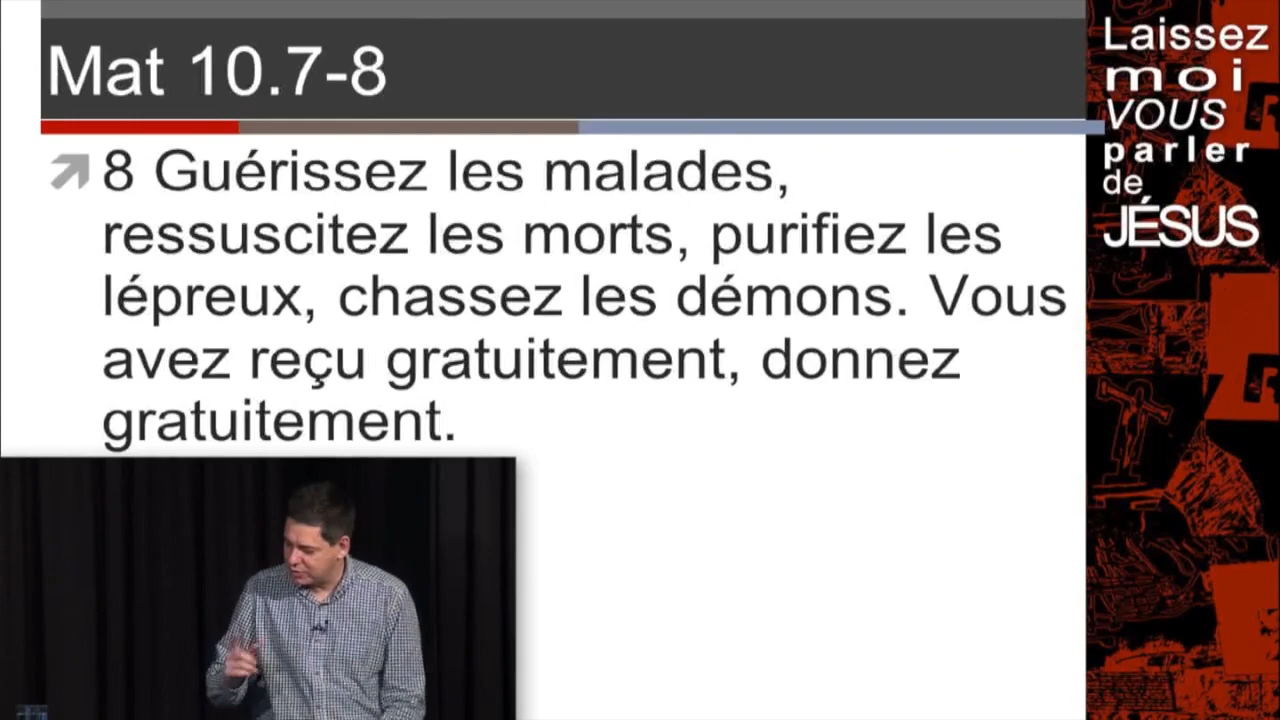 Mat 10.7-8
8 Guérissez les malades,
ressuscitez les morts, purifiez les
lépreux, chassez les démons. Vous
avez reçu gratuitement, donnez
gratuitement.
Laissez
moi
VOUS
parler
de
JÉSUS